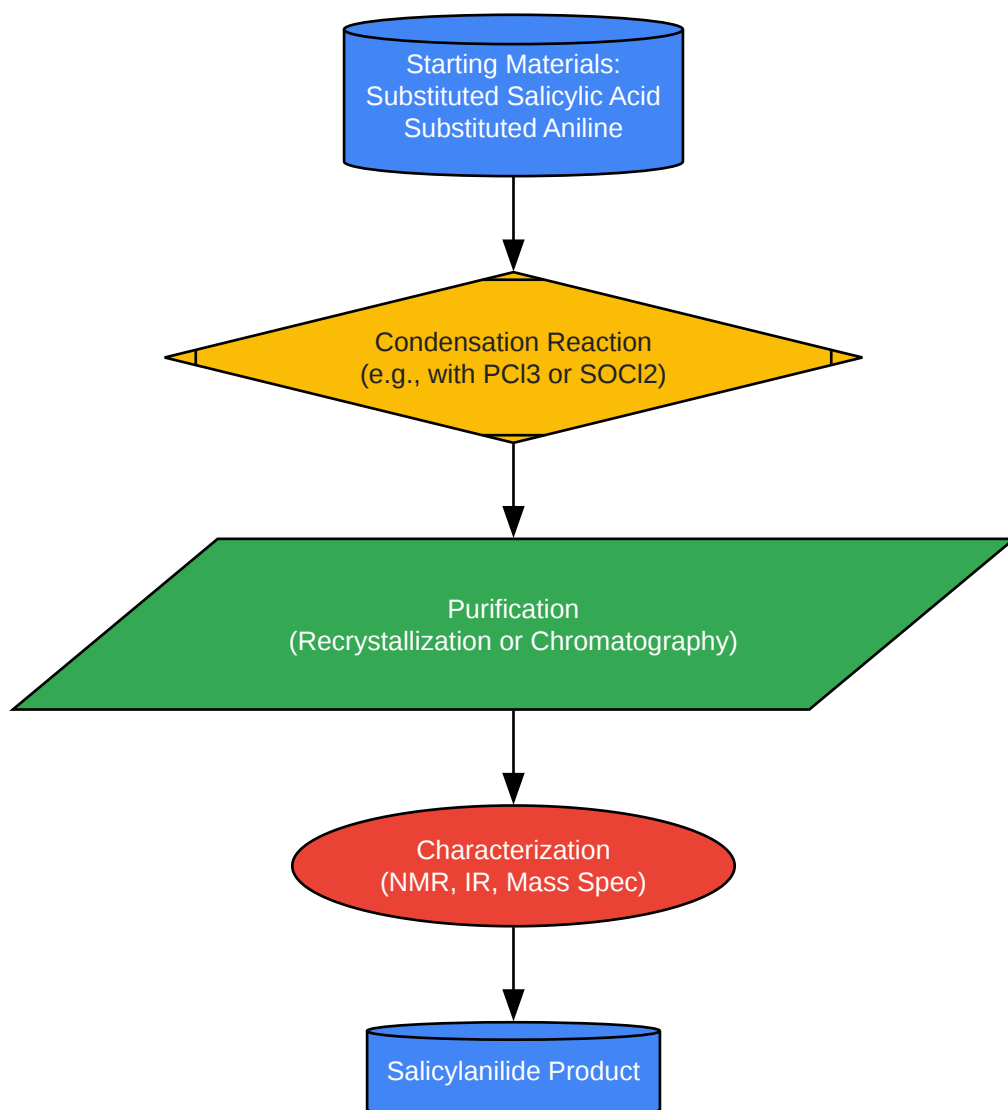 Starting Materials:
Substituted Salicylic Acid
Substituted Aniline
Condensation Reaction
(e.g., with PCl3 or SOCl2)
Purification
(Recrystallization or Chromatography)
Characterization
(NMR, IR, Mass Spec)
Salicylanilide Product